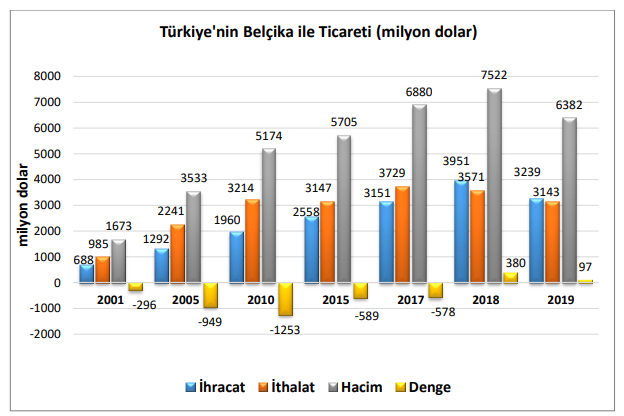 Türkiye'nin Belçika ile Ticareti (milyon dolar)
milyon dolar
8000
7000
6000
5000
4000
3000
2000
1000
0
-1000
-2000
688 985 1673 -296
1292 2241 3533 -949
1960 3214 5174 -1253
2558 3147 5705 -589
3151 3729 6880 -578
3951 3571 7522 380
3239 3143 6382 97
2001 2005 2010 2015 2017 2018 2019
İhracat İthalat Hacim Denge